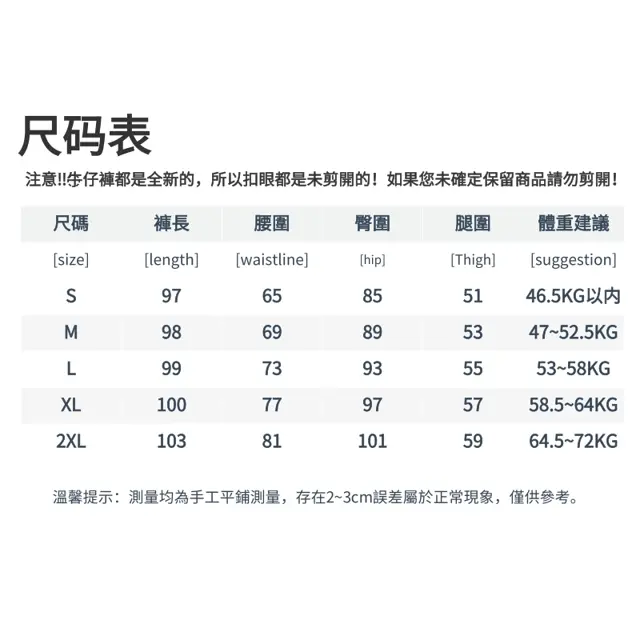 尺码表
注意!!牛仔褲都是全新的，所以扣眼都是未剪開的！如果您未確定保留商品請勿剪開！
尺碼 褲長 腰圍 臀圍 腿圍 體重建議
[size] [length] [waistline] [hip] [Thigh] [suggestion]
S 97 65 85 51 46.5KG以内
M 98 69 89 53 47~52.5KG
L 99 73 93 55 53~58KG
XL 100 77 97 57 58.5~64KG
2XL 103 81 101 59 64.5~72KG
溫馨提示：測量均為手工平鋪測量，存在2~3cm誤差屬於正常現象，僅供參考。